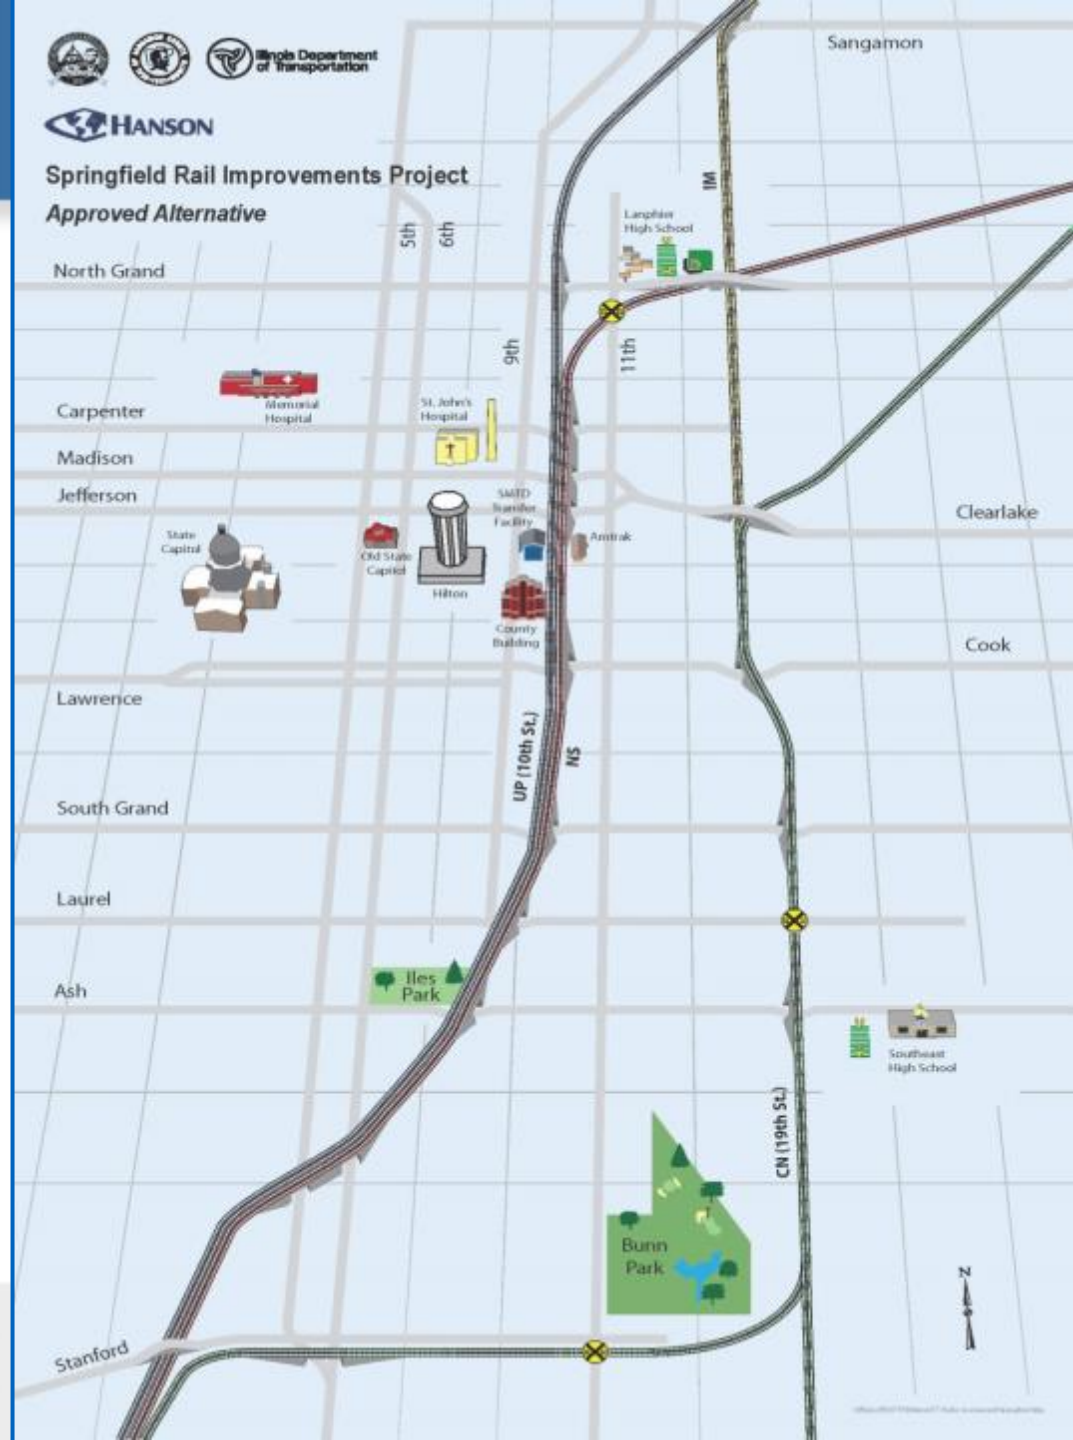 Illinois Department
of Transportation
HANSON
Springfield Rail Improvements Project
Approved Alternative
Sangamon
IM
Lanphier
High School
5th
6th
North Grand
9th
11th
Memorial
Hospital
St. John's
Hospital
Carpenter
Madison
Jefferson
SMTD
Transfer
Facility
Clearlake
State
Capitol
Old State
Capitol
Amtrak
Hilton
County
Building
Cook
Lawrence
UP (10th St.)
NS
South Grand
Laurel
Iles
Park
Ash
Southeast
High School
CN (19th St.)
Bunn
Park
N
Stanford